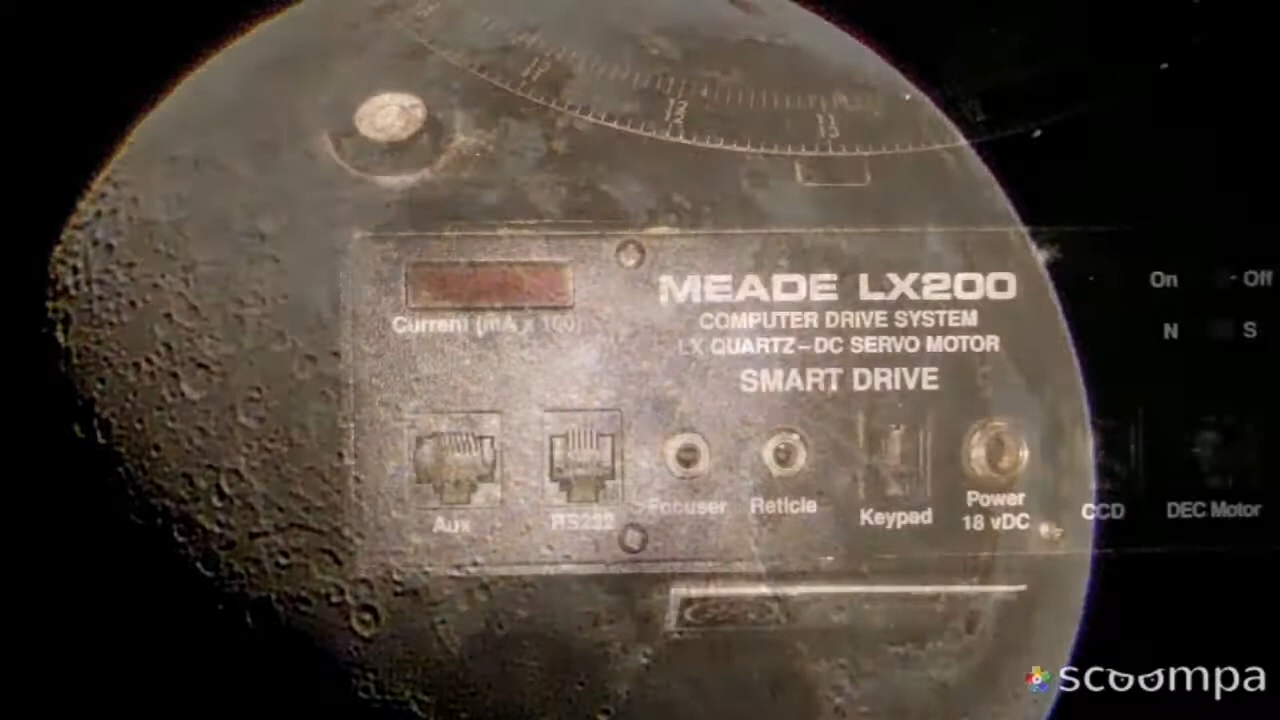 12
13
MEADE LX200
On - Off
Current (mA x 100)
COMPUTER DRIVE SYSTEM
N S
LX QUARTZ–DC SERVO MOTOR
SMART DRIVE
Aux
RS232
Focuser
Reticle
Keypad
Power
18 vDC
CCD
DEC Motor
scoompa